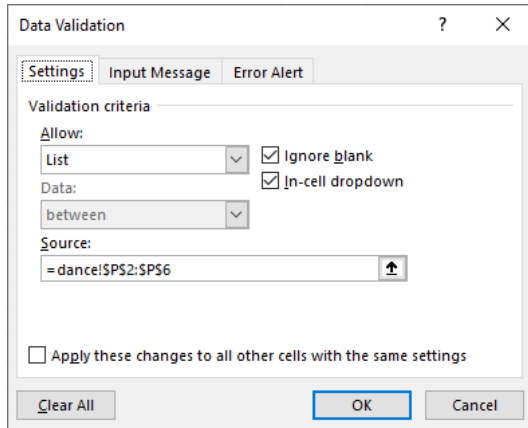 Data Validation ? ×
Settings Input Message Error Alert
Validation criteria
Allow:
List
Ignore blank
Data:
In-cell dropdown
between
Source:
=dance!$P$2:$P$6
Apply these changes to all other cells with the same settings
Clear All OK Cancel